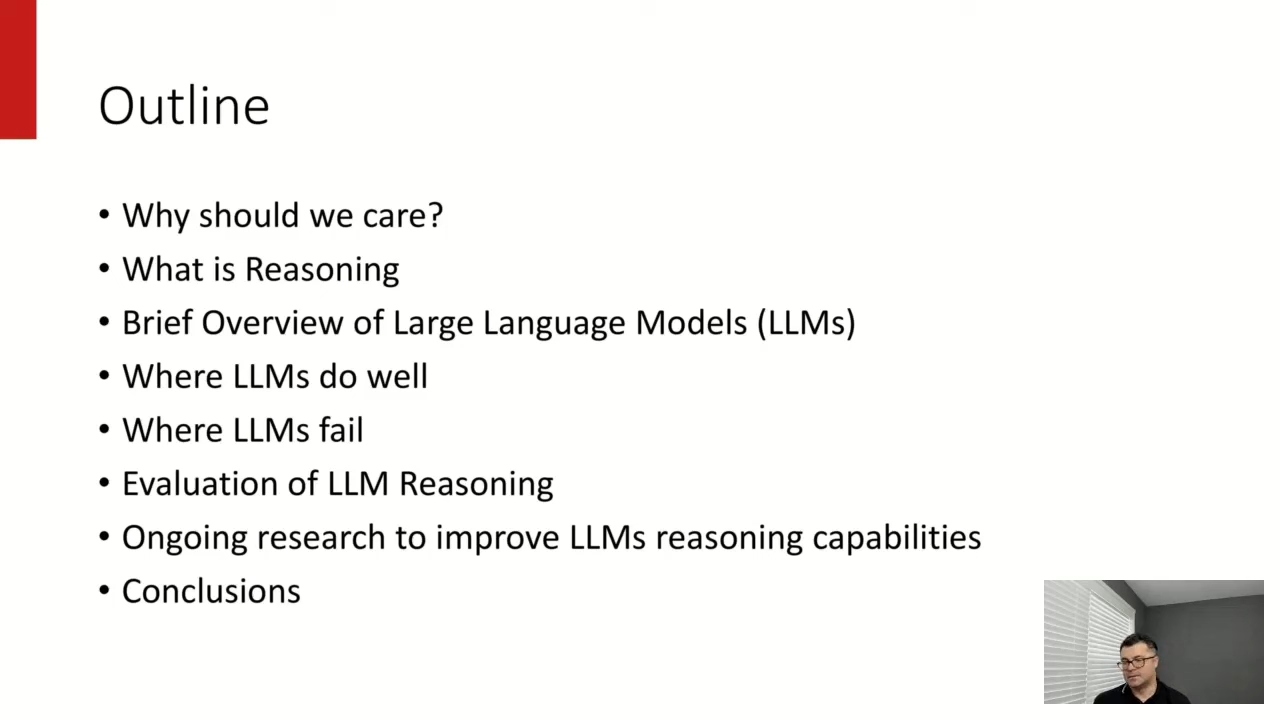 Outline
• Why should we care?
• What is Reasoning
• Brief Overview of Large Language Models (LLMs)
• Where LLMs do well
• Where LLMs fail
• Evaluation of LLM Reasoning
• Ongoing research to improve LLMs reasoning capabilities
• Conclusions